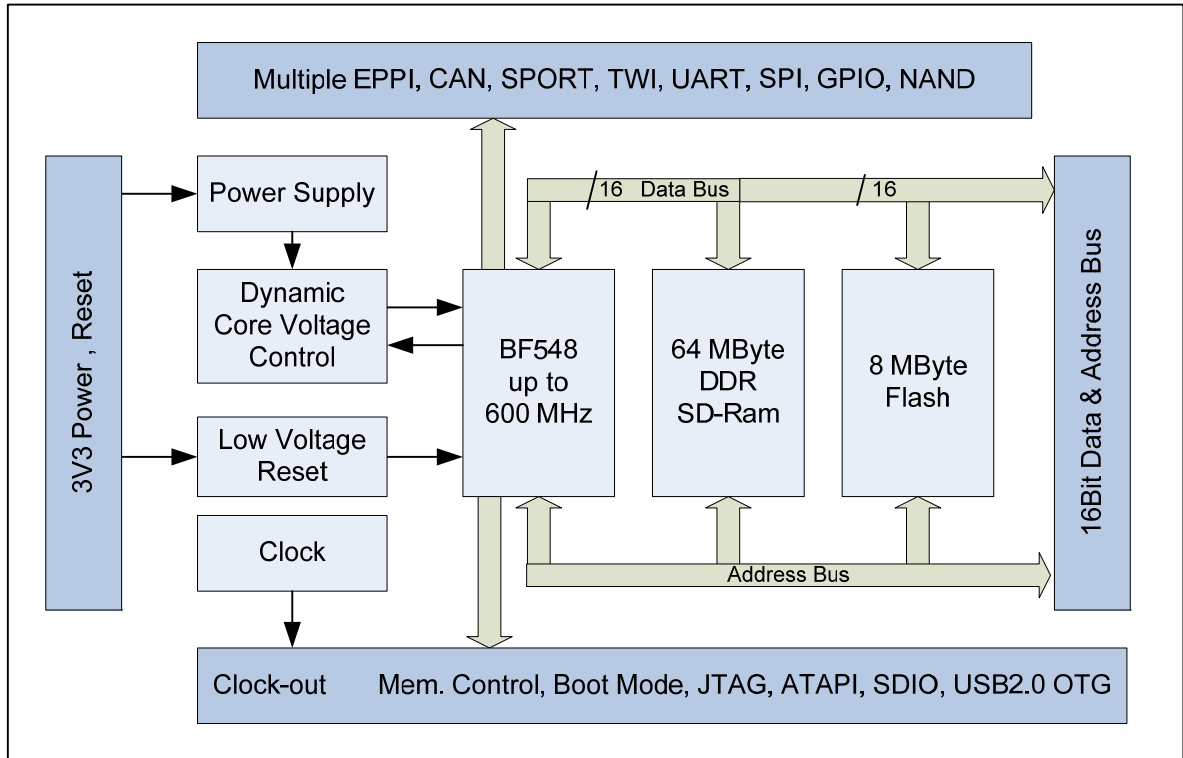 Multiple EPPI, CAN, SPORT, TWI, UART, SPI, GPIO, NAND
3V3 Power , Reset
Power Supply
Dynamic
Core Voltage
Control
Low Voltage
Reset
Clock
BF548
up to
600 MHz
16 Data Bus
16
64 MByte
DDR
SD-Ram
8 MByte
Flash
Address Bus
16Bit Data & Address Bus
Clock-out Mem. Control, Boot Mode, JTAG, ATAPI, SDIO, USB2.0 OTG